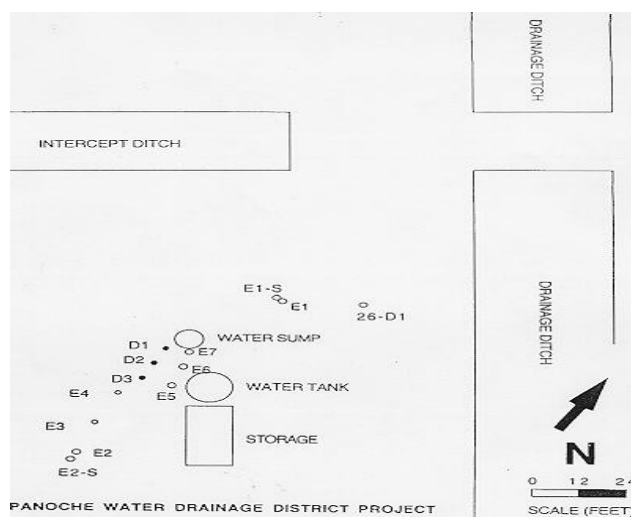 DRAINAGE DITCH
INTERCEPT DITCH
E1-S
E1
26-D1
DRAINAGE DITCH
D1
WATER SUMP
E7
D2
E6
D3
E4
E5
WATER TANK
E3
STORAGE
E2
E2-S
N
0 12 24
SCALE (FEET)
PANOCHE WATER DRAINAGE DISTRICT PROJECT